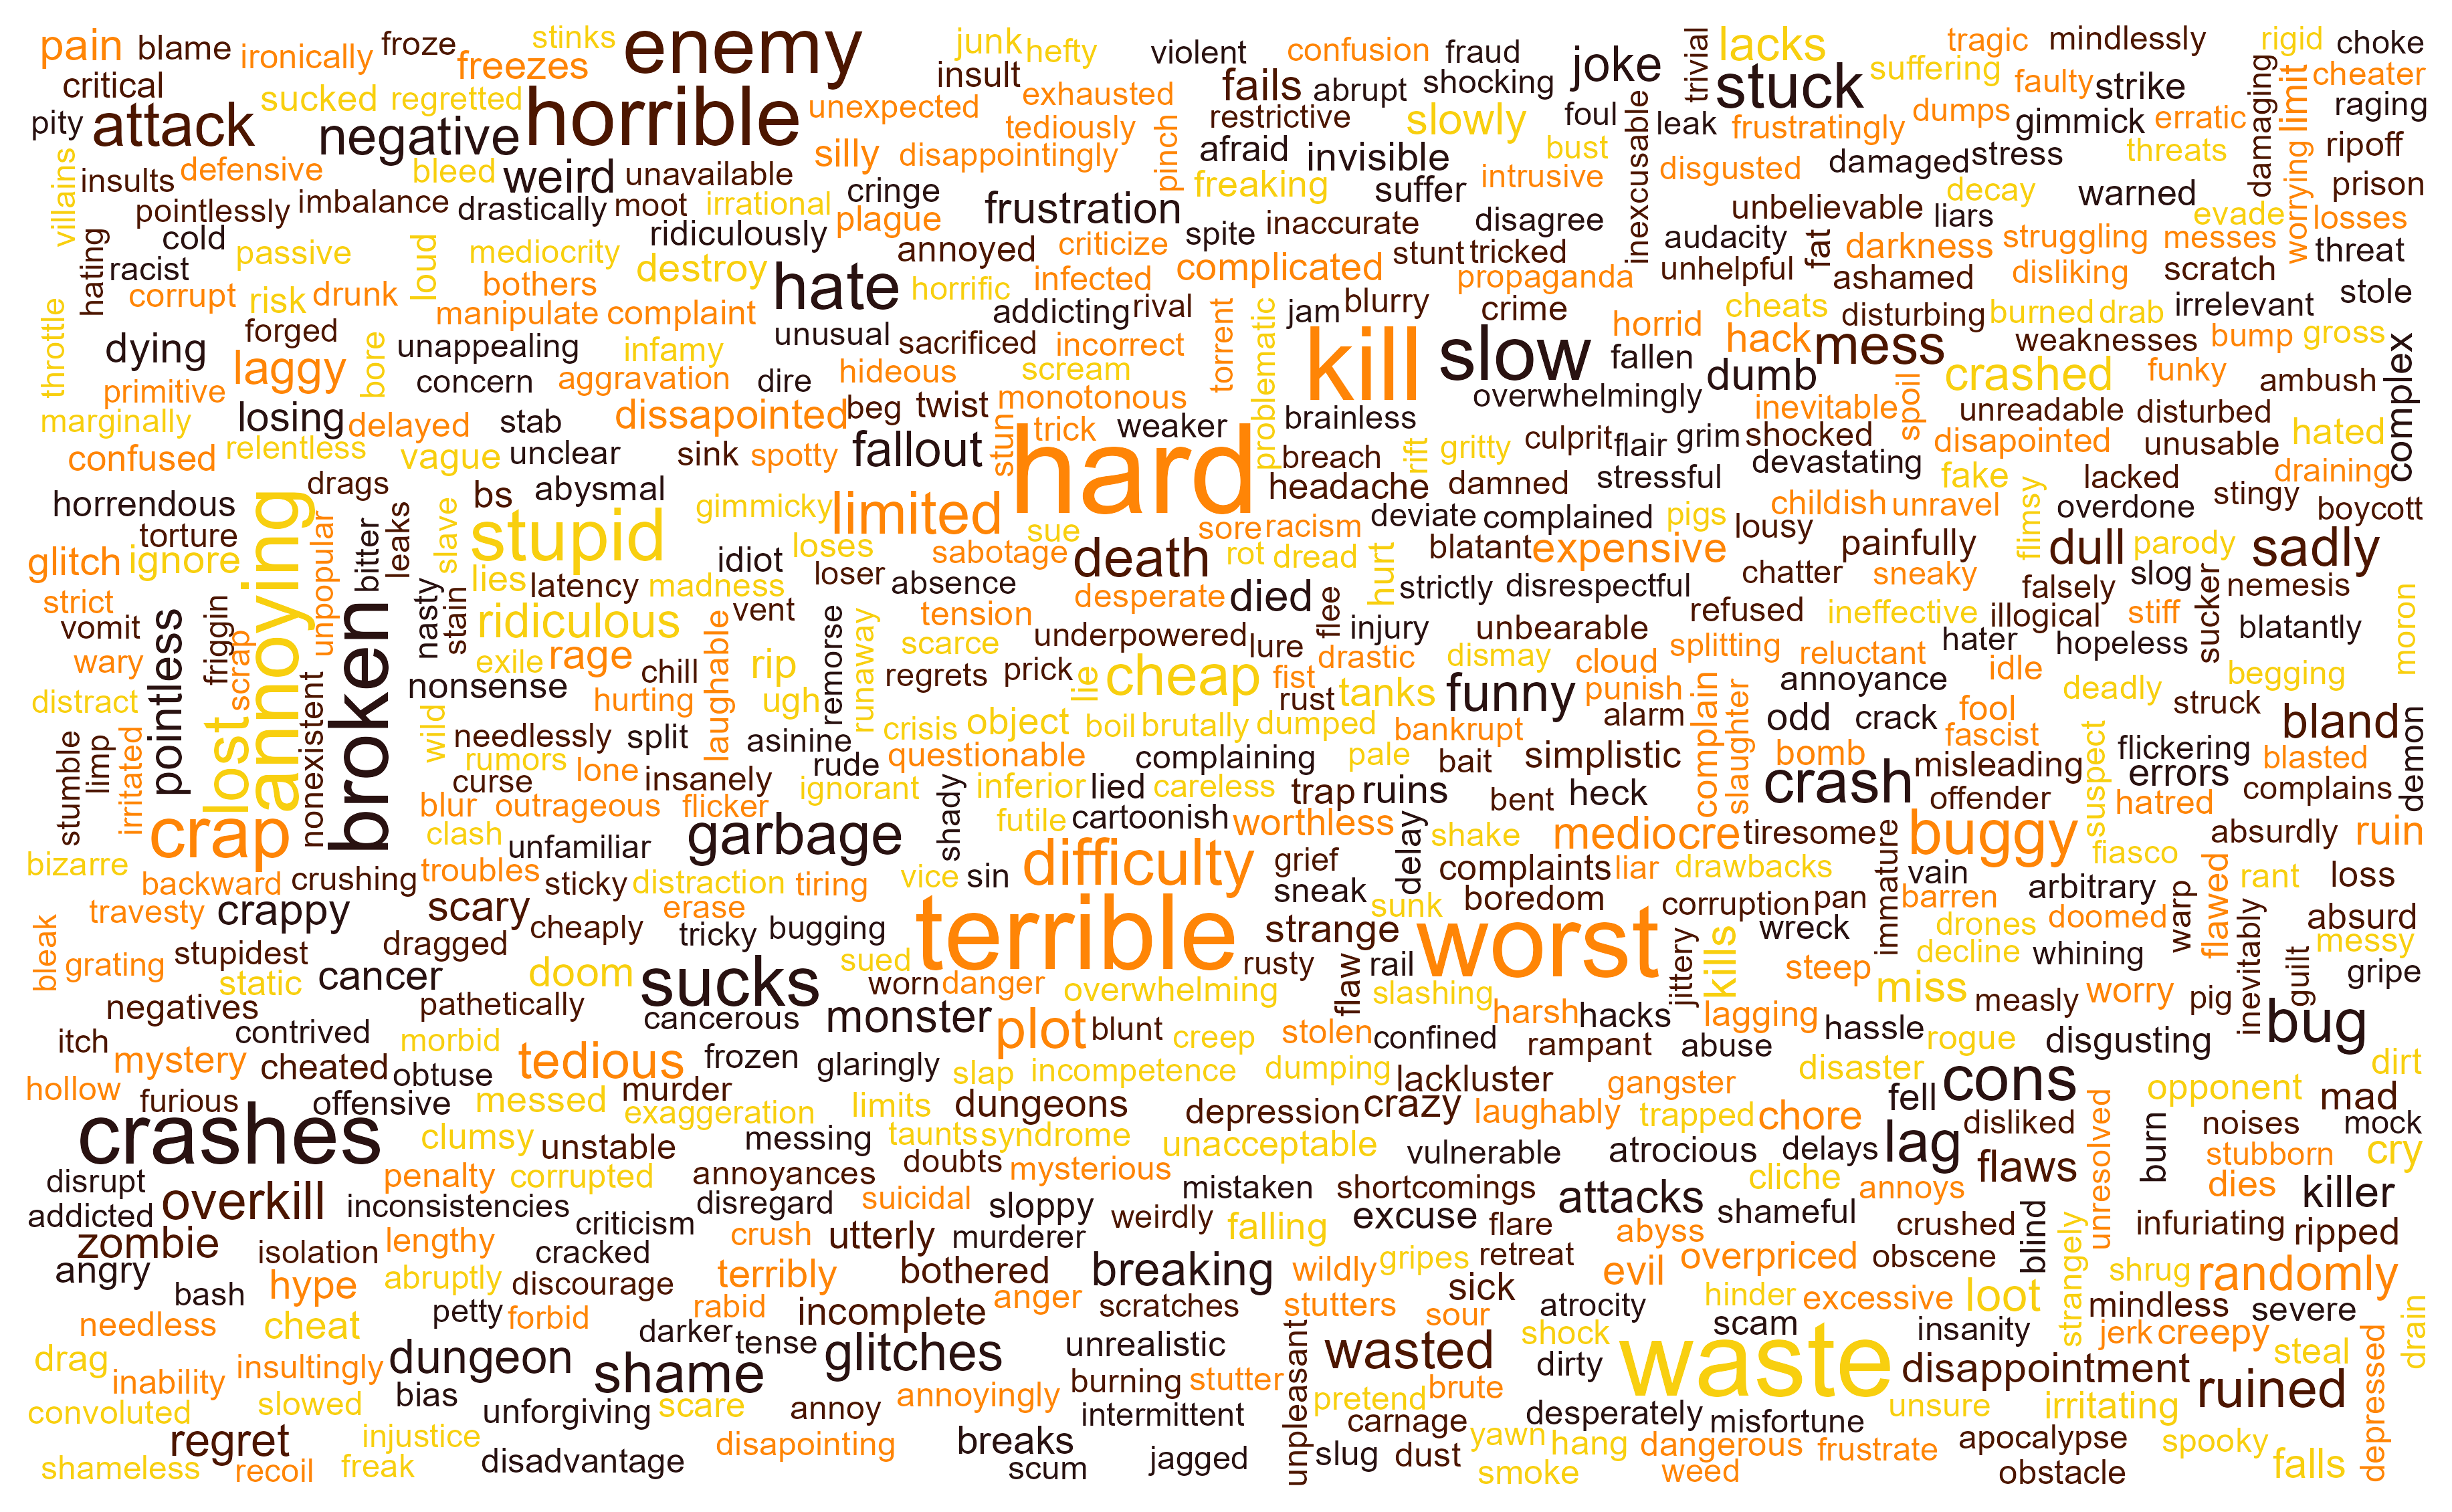 pain blame ironically froze stinks enemy junk hefty violent confusion fraud joke trivial lacks tragic mindlessly rigid choke
critical sucked regretted freezes insult exhausted fails abrupt shocking stuck suffering faulty strike worrying limit cheater
pity attack negative horrible unexpected tediously pinch restrictive slowly foul inexcusable leak frustratingly dumps gimmick erratic damaging raging
villains insults defensive bleed weird unavailable silly disappointingly afraid invisible bust disgusted damaged stress threats ripoff
pointlessly imbalance drastically moot irrational cringe plague frustration freaking suffer intrusive decay warned prison
hating cold passive loud mediocrity ridiculously annoyed criticize spite inaccurate disagree unbelievable liars evade losses
racist bothers destroy hate horrific infected complicated stunt tricked audacity fat darkness struggling messes threat
throttle corrupt risk drunk manipulate complaint addicting rival torrent problematic jam blurry propaganda crime unhelpful ashamed disliking scratch stole
dying forged laggy bore unappealing infamy unusual sacrificed incorrect kill slow horrid fallen cheats disturbing burned drab irrelevant
primitive concern aggravation dire hideous scream overwhelmingly hack mess weaknesses bump gross complex
marginally losing delayed stab dissapointed beg twist monotonous brainless dumb spoil crashed funky ambush
confused relentless vague unclear sink spotty fallout stun trick weaker hard breach rift gritty culprit flair grim inevitable shocked unreadable disturbed disapointed unusable hated
horrendous drags bs abysmal gimmicky limited headache damned stressful devastating fake lacked draining
torture annoying unpopular bitter leaks slave stupid idiot loses sabotage sue sore racism deviate complained pigs lousy childish unravel flimsy overdone stingy boycott
glitch ignore lies latency madness loser absence death rot dread hurt blatant expensive painfully dull parody sadly
strict broken nasty stain vent tension desperate died flee strictly disrespectful chatter sneaky falsely slog sucker nemesis moron
vomit pointless friggin scrap ridiculous laughable remorse runaway scarce underpowered lure injury unbearable refused ineffective illogical stiff blatantly
wary nonexistent exile rage chill rip regrets prick lie cheap fist drastic dismay cloud splitting reluctant hater hopeless begging
distract lost wild nonsense hurting ugh crisis object boil brutally dumped rust tanks funny punish complain slaughter annoyance idle deadly struck
stumble limp irritated needlessly split asinine questionable complaining bankrupt alarm odd crack fool fascist suspect flickering bland demon
rumors curse lone insanely rude inferior lied careless pale bait simplistic bomb misleading errors blasted
crap blur outrageous flicker ignorant shady futile cartoonish trap ruins bent heck crash offender hatred complains
bizarre clash unfamiliar garbage difficulty worthless shake delay mediocre tiresome buggy fiasco absurdly ruin
backward crushing troubles sticky distraction tiring vice sin grief sneak complaints liar drawbacks immature vain arbitrary warp flawed rant loss
bleak travesty crappy scary erase terrible sunk boredom corruption pan barren drones doomed inevitably absurd
grating stupidest dragged cheaply tricky bugging strange worst jittery wreck decline whining guilt messy
static cancer doom sucks sued worn danger rusty flaw rail kills steep miss measly worry pig gripe
negatives pathetically cancerous monster overwhelming slashing harsh hacks lagging hassle bug
itch contrived morbid tedious frozen glaringly plot blunt creep stolen confined rampant abuse rogue disgusting
hollow mystery cheated obtuse murder slap incompetence dumping lackluster gangster disaster cons opponent dirt
crashes furious offensive messed exaggeration limits dungeons depression crazy laughably trapped chore fell unresolved mad
clumsy unstable messing taunts syndrome unacceptable vulnerable atrocious delays lag disliked burn noises mock
disrupt penalty corrupted annoyances doubts mysterious mistaken shortcomings attacks cliche annoys flaws stubborn cry
addicted overkill inconsistencies disregard suicidal sloppy weirdly excuse flare abyss shameful crushed blind dies killer
zombie isolation lengthy criticism cracked crush utterly murderer falling gripes retreat overpriced obscene strangely infuriating ripped
angry bash hype abruptly discourage terribly bothered breaking wildly sick evil hinder excessive loot shrug randomly
needless cheat petty forbid rabid incomplete anger scratches stutters sour atrocity scam insanity mindless severe
drag darker tense glitches unrealistic unpleasant wasted shock waste jerk creepy steal depressed drain
inability insultingly dungeon shame burning stutter dirty disappointment
convoluted slowed bias unforgiving scare annoy annoyingly intermittent pretend brute desperately misfortune unsure irritating ruined
regret injustice disapointing breaks carnage yawn hang dangerous frustrate apocalypse spooky
shameless recoil freak disadvantage scum jagged slug dust smoke weed obstacle falls